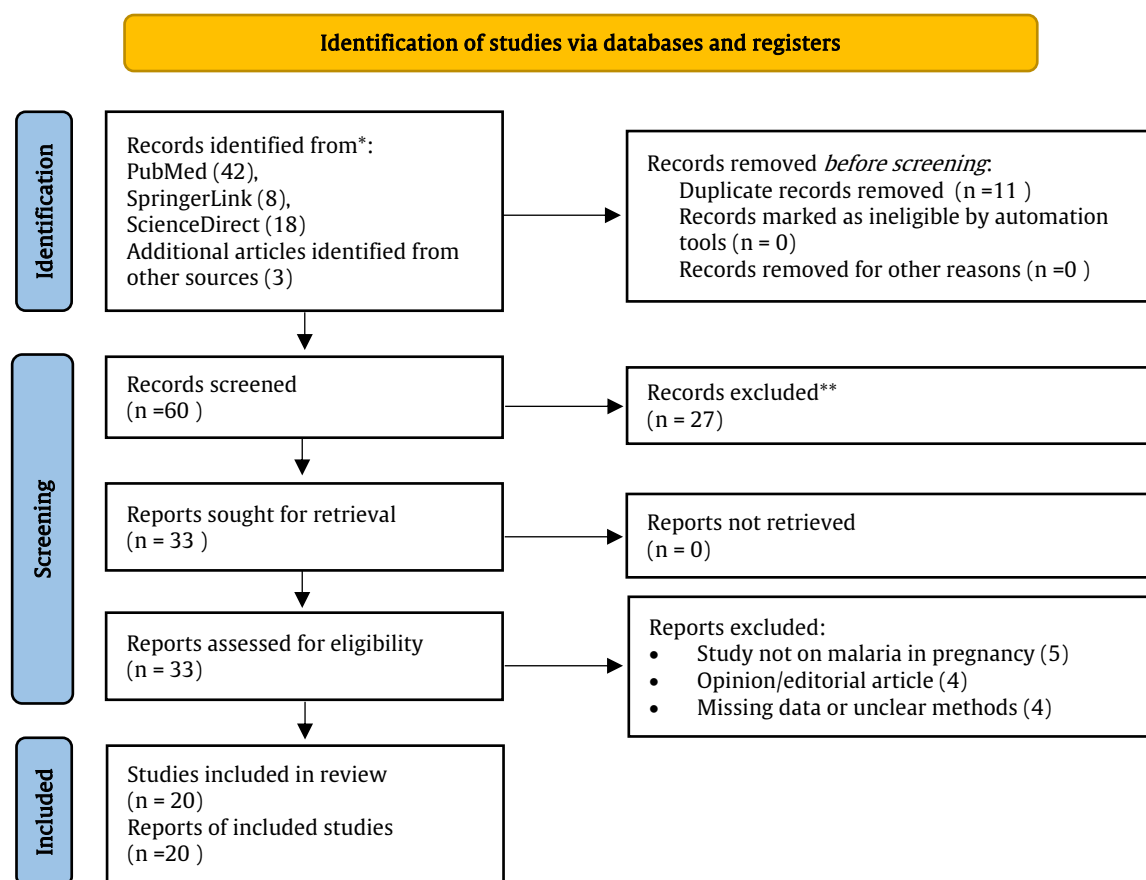 Identification of studies via databases and registers
Identification
Records identified from*:
PubMed (42),
SpringerLink (8),
ScienceDirect (18)
Additional articles identified from
other sources (3)
Records removed before screening:
Duplicate records removed (n =11 )
Records marked as ineligible by automation
tools (n = 0)
Records removed for other reasons (n =0 )
Screening
Records screened
(n =60 )
Records excluded**
(n = 27)
Reports sought for retrieval
(n = 33 )
Reports not retrieved
(n = 0)
Reports assessed for eligibility
(n = 33)
Reports excluded:
• Study not on malaria in pregnancy (5)
• Opinion/editorial article (4)
• Missing data or unclear methods (4)
Included
Studies included in review
(n = 20)
Reports of included studies
(n =20 )